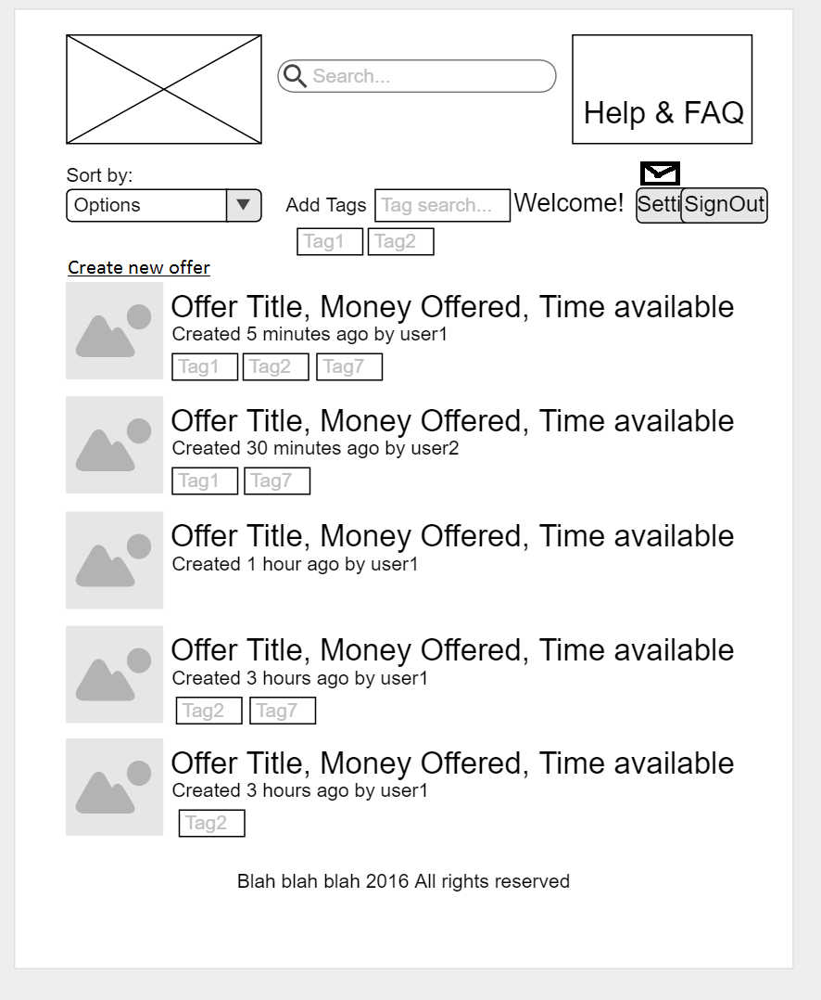 Search...
Help & FAQ
Sort by:
Options
Add Tags
Tag search...
Welcome!
Setti
SignOut
Tag1
Tag2
Create new offer
Offer Title, Money Offered, Time available
Created 5 minutes ago by user1
Tag1
Tag2
Tag7
Offer Title, Money Offered, Time available
Created 30 minutes ago by user2
Tag1
Tag7
Offer Title, Money Offered, Time available
Created 1 hour ago by user1
Offer Title, Money Offered, Time available
Created 3 hours ago by user1
Tag2
Tag7
Offer Title, Money Offered, Time available
Created 3 hours ago by user1
Tag2
Blah blah blah 2016 All rights reserved